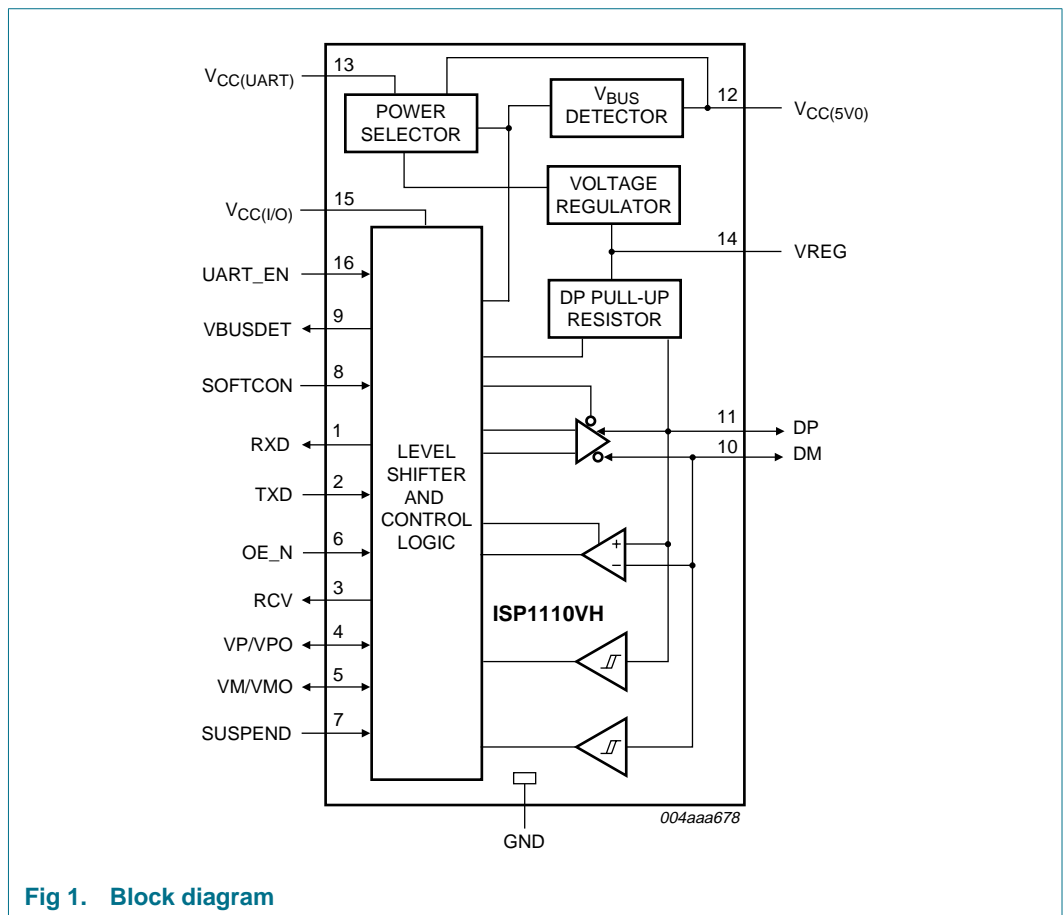 VCC(UART)
13
POWER
SELECTOR
VBUS
DETECTOR
12
VCC(5V0)
VOLTAGE
REGULATOR
VCC(I/O)
15
14
VREG
UART_EN
16
DP PULL-UP
RESISTOR
VBUSDET
9
SOFTCON
8
11
DP
RXD
1
10
DM
LEVEL
SHIFTER
AND
CONTROL
LOGIC
TXD
2
OE_N
6
+
−
RCV
3
ISP1110VH
VP/VPO
4
VM/VMO
5
SUSPEND
7
004aaa678
GND
Fig 1. Block diagram